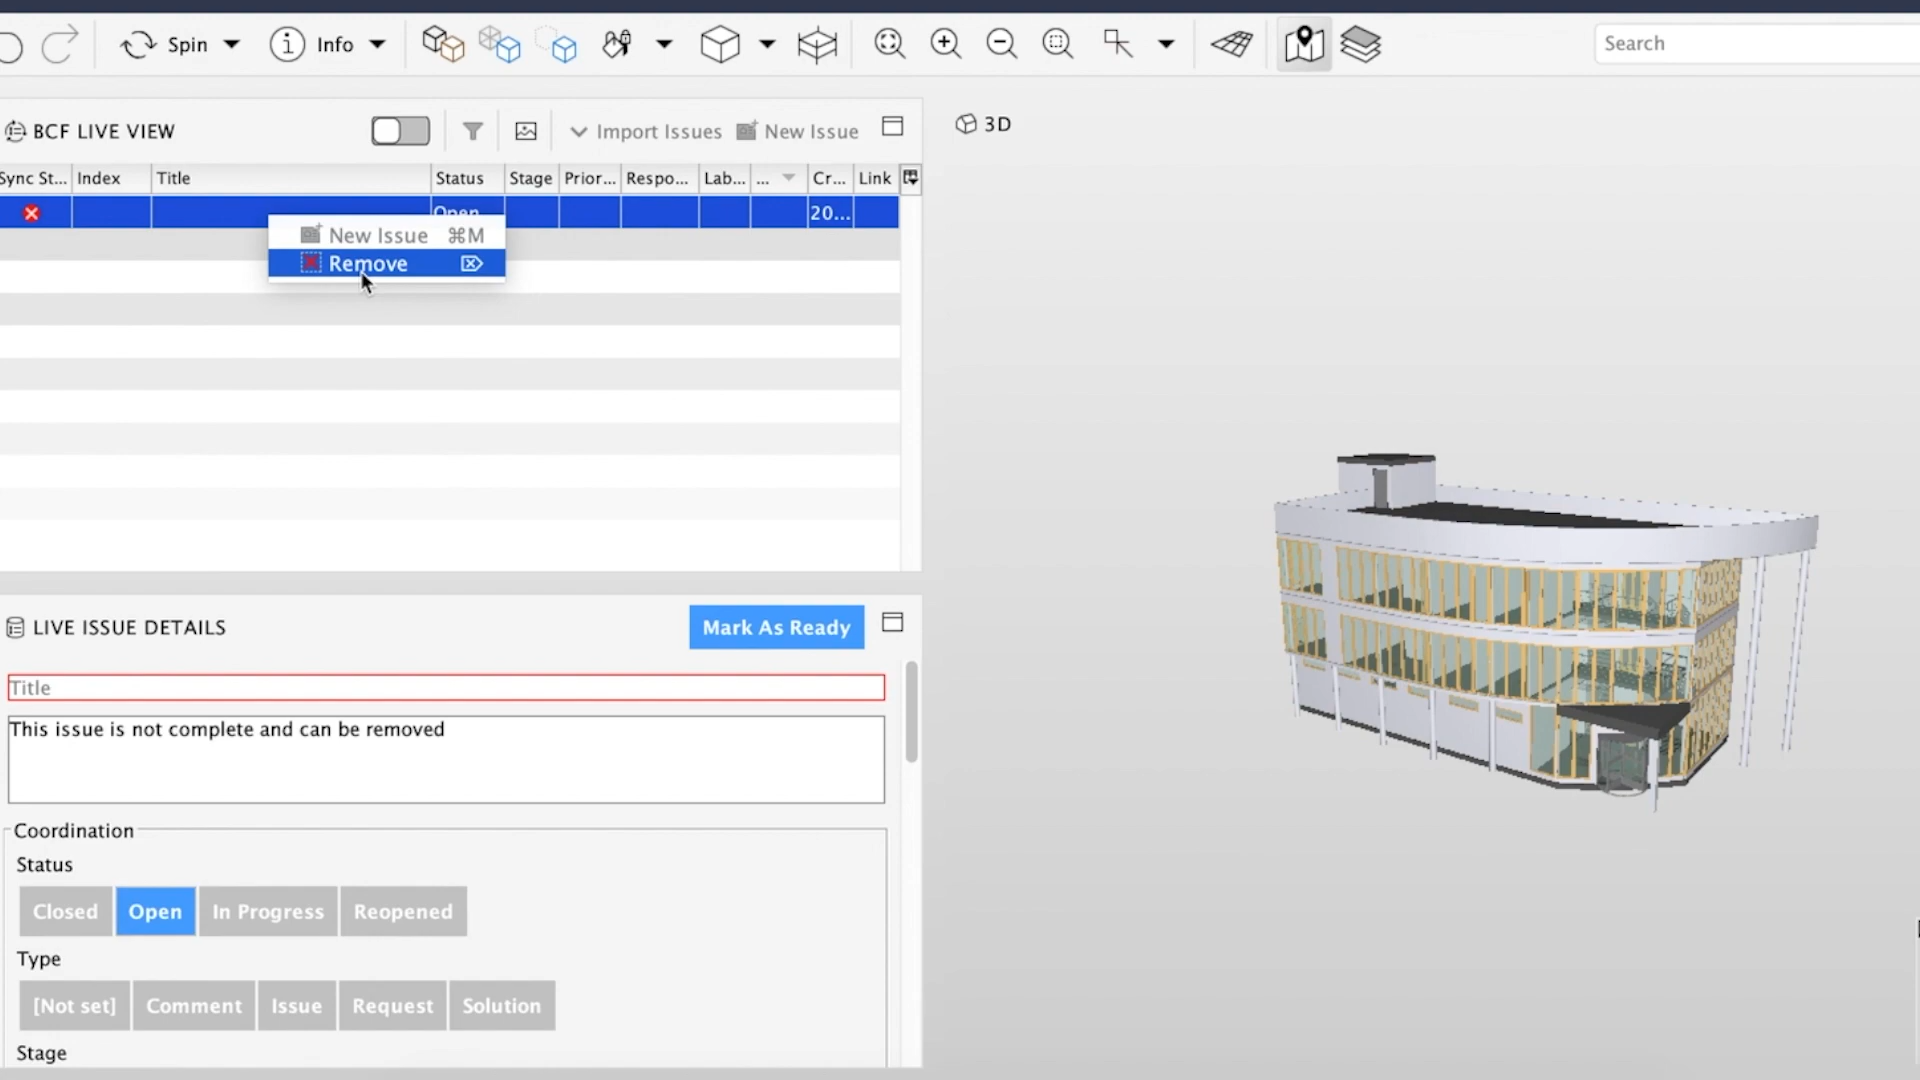 Spin Info Search
BCF LIVE VIEW Import Issues New Issue
3D
Sync St... Index Title Status Stage Prior... Respo... Lab... ... Cr... Link
Open 20...
New Issue ⌘M
Remove
LIVE ISSUE DETAILS Mark As Ready
Title
This issue is not complete and can be removed
Coordination
Status
Closed Open In Progress Reopened
Type
[Not set] Comment Issue Request Solution
Stage